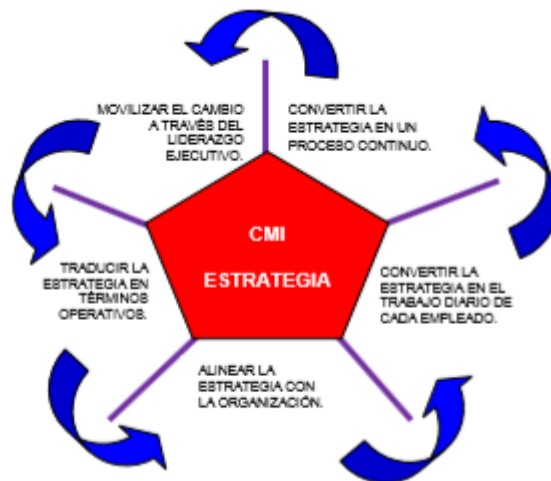 MOVILIZAR EL CAMBIO
A TRAVÉS DEL
LIDERAZGO
EJECUTIVO.
CONVERTIR LA
ESTRATEGIA EN UN
PROCESO CONTINUO.
CMI
ESTRATEGIA
TRADUCIR LA
ESTRATEGIA EN
TÉRMINOS
OPERATIVOS.
CONVERTIR LA
ESTRATEGIA EN EL
TRABAJO DIARIO DE
CADA EMPLEADO.
ALINEAR LA
ESTRATEGIA CON
LA ORGANIZACIÓN.